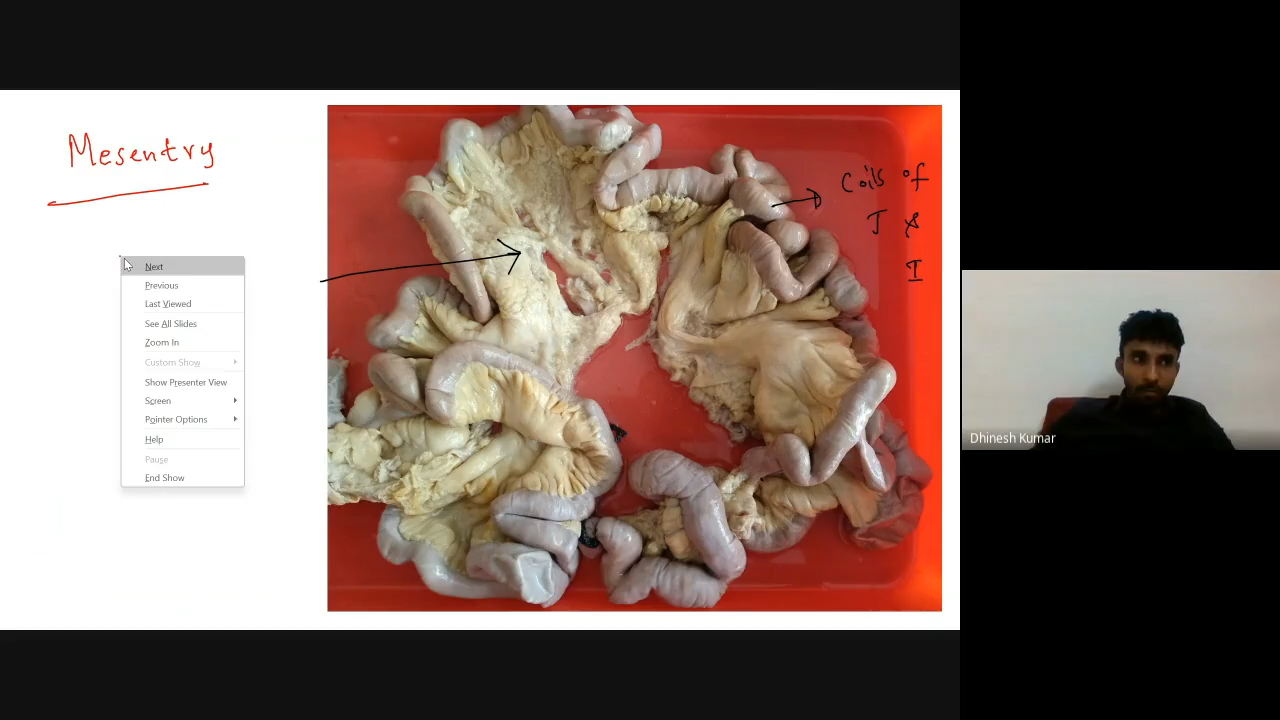 Mesentry
Coils of
J &
I
Next
Previous
Last Viewed
See All Slides
Zoom In
Custom Show
Show Presenter View
Screen
Pointer Options
Help
Pause
End Show
Dhinesh Kumar